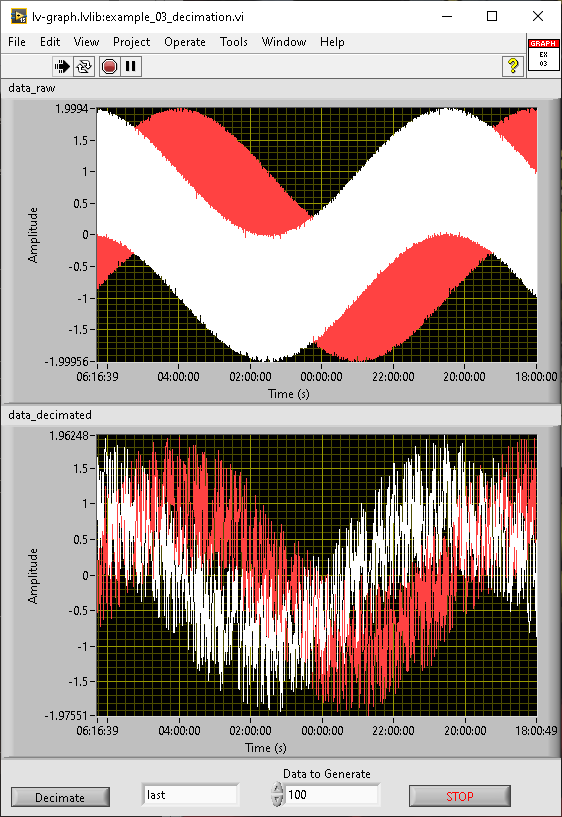 lv-graph.lvlib:example_03_decimation.vi
File Edit View Project Operate Tools Window Help
GRAPH
EX
03
?
data_raw
1.9994
1.5
1
0.5
0
-0.5
-1
-1.5
-1.99956
Amplitude
06:16:39 04:00:00 02:00:00 00:00:00 22:00:00 20:00:00 18:00:00
Time (s)
data_decimated
1.96248
1.5
1
0.5
0
-0.5
-1
-1.5
-1.97551
Amplitude
06:16:39 04:00:00 02:00:00 00:00:00 22:00:00 20:00:00 18:00:49
Time (s)
Data to Generate
Decimate last 100 STOP